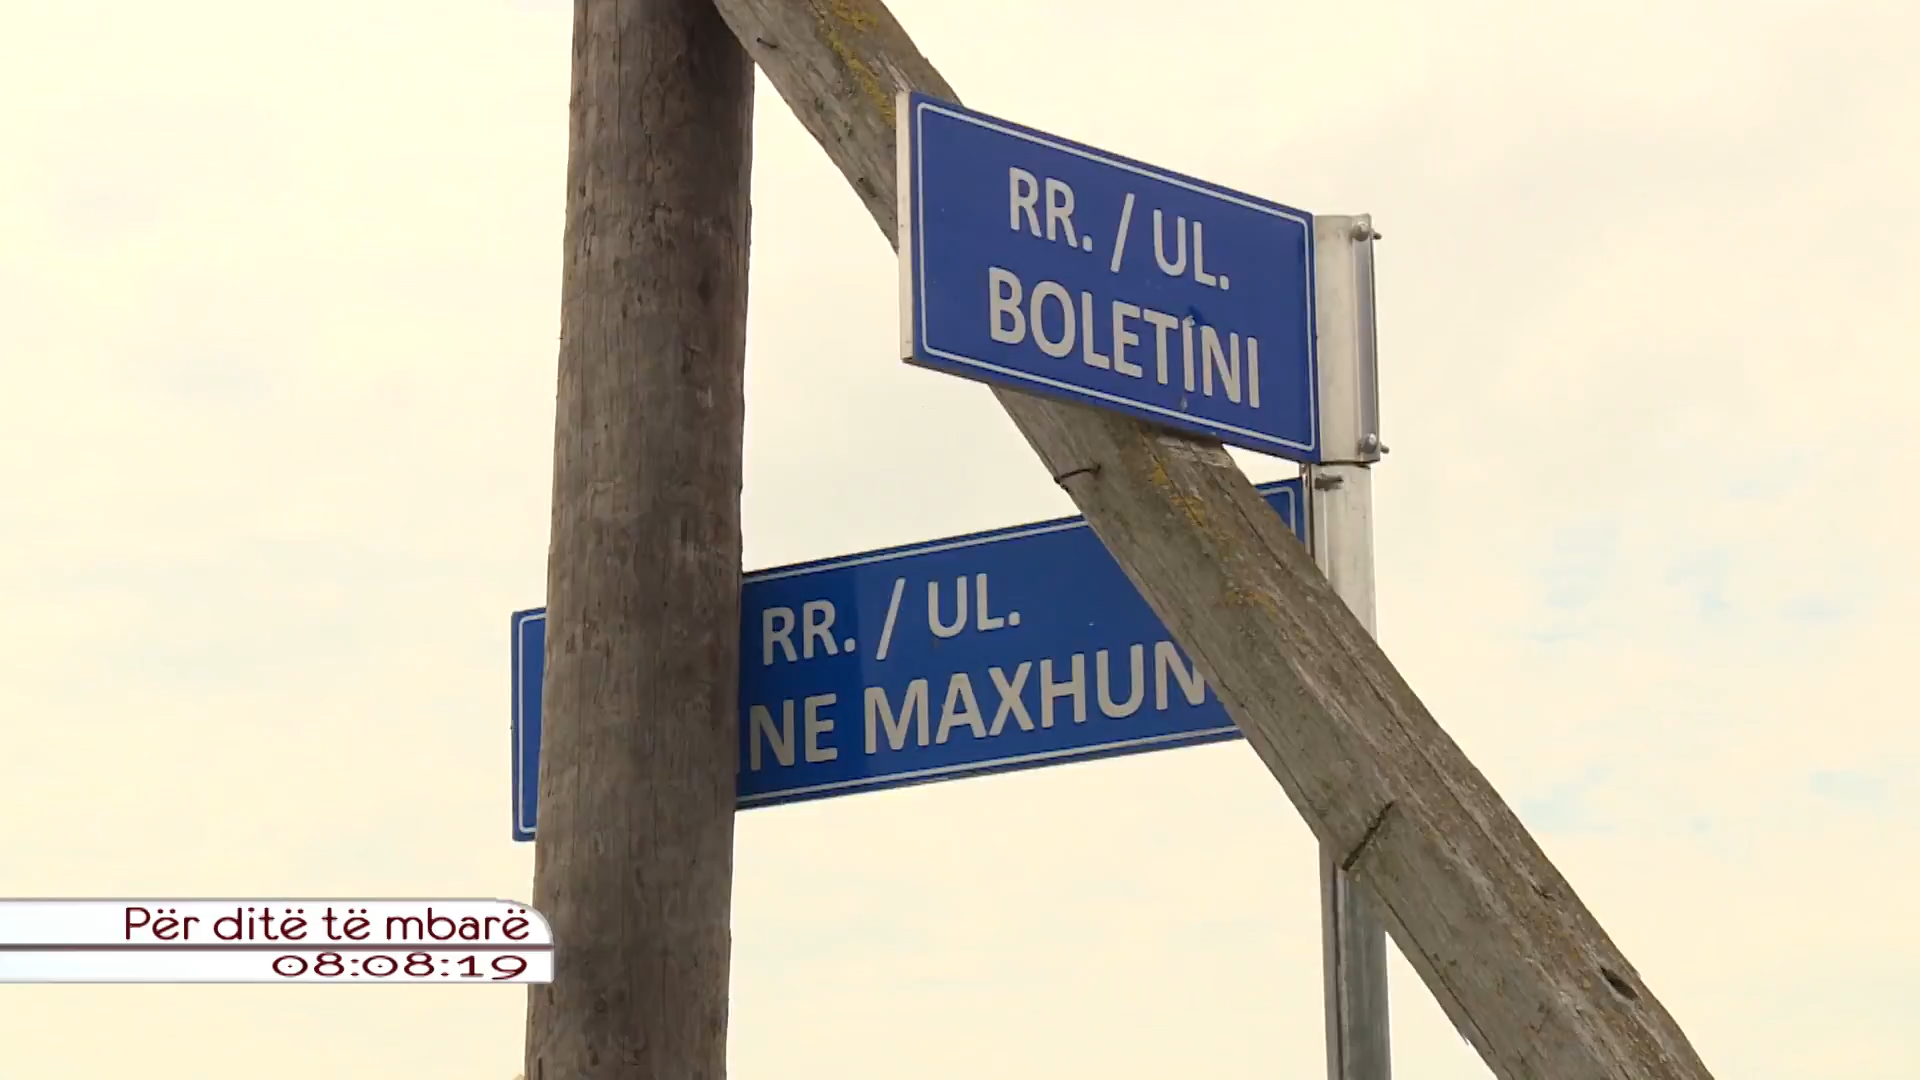 RR. / UL.
BOLETINI
RR. / UL.
NE MAXHUN
Për ditë të mbarë
08:08:19